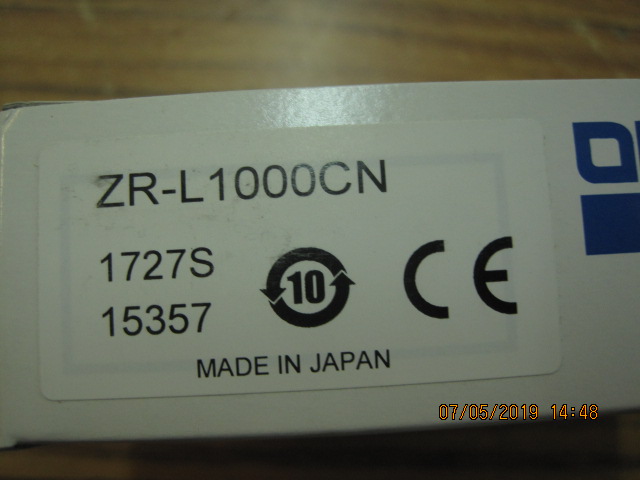 ZR-L1000CN
1727S
15357
10
CE
MADE IN JAPAN
07/05/2019 14:48